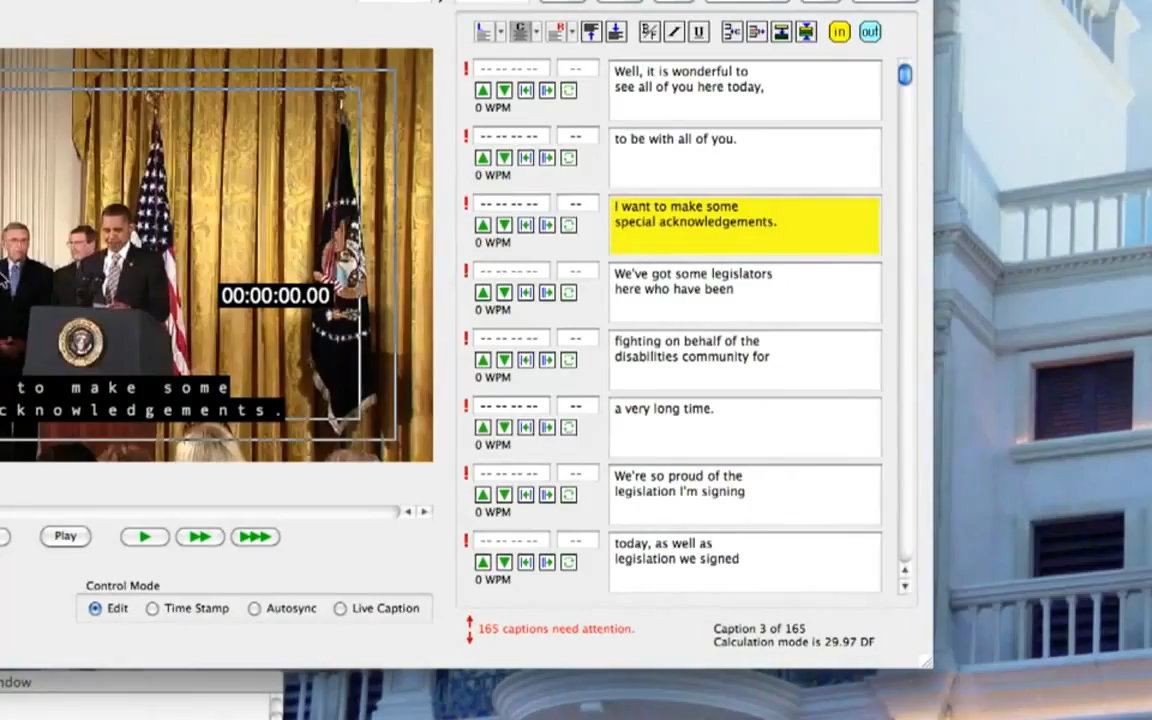 L
C
R
B/
I
U
in
out
! -- -- -- -- --
0 WPM
Well, it is wonderful to
see all of you here today,
! -- -- -- -- --
0 WPM
to be with all of you.
! -- -- -- -- --
0 WPM
I want to make some
special acknowledgements.
! -- -- -- -- --
0 WPM
We've got some legislators
here who have been
! -- -- -- -- --
0 WPM
fighting on behalf of the
disabilities community for
! -- -- -- -- --
0 WPM
a very long time.
! -- -- -- -- --
0 WPM
We're so proud of the
legislation I'm signing
! -- -- -- -- --
0 WPM
today, as well as
legislation we signed
00:00:00.00
to make some
cknowledgements.
Play
Control Mode
Edit Time Stamp Autosync Live Caption
165 captions need attention.
Caption 3 of 165
Calculation mode is 29.97 DF
ndow